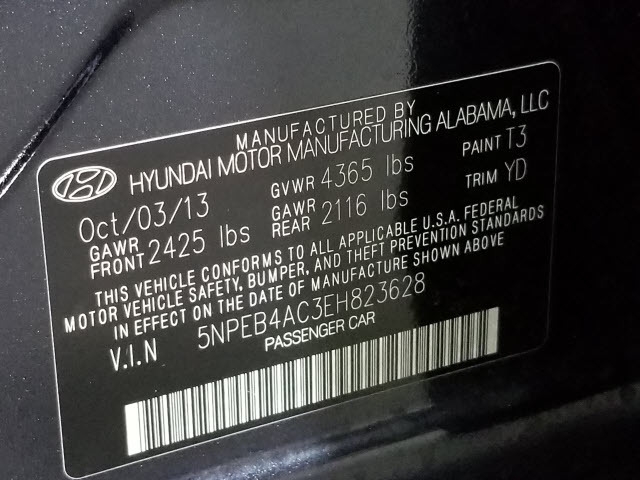 MANUFACTURED BY
HYUNDAI MOTOR MANUFACTURING ALABAMA, LLC
Oct/03/13 GVWR 4365 lbs PAINT T3
GAWR FRONT 2425 lbs GAWR REAR 2116 lbs TRIM YD
THIS VEHICLE CONFORMS TO ALL APPLICABLE U.S.A. FEDERAL
MOTOR VEHICLE SAFETY, BUMPER, AND THEFT PREVENTION STANDARDS
IN EFFECT ON THE DATE OF MANUFACTURE SHOWN ABOVE
V.I.N 5NPEB4AC3EH823628
PASSENGER CAR